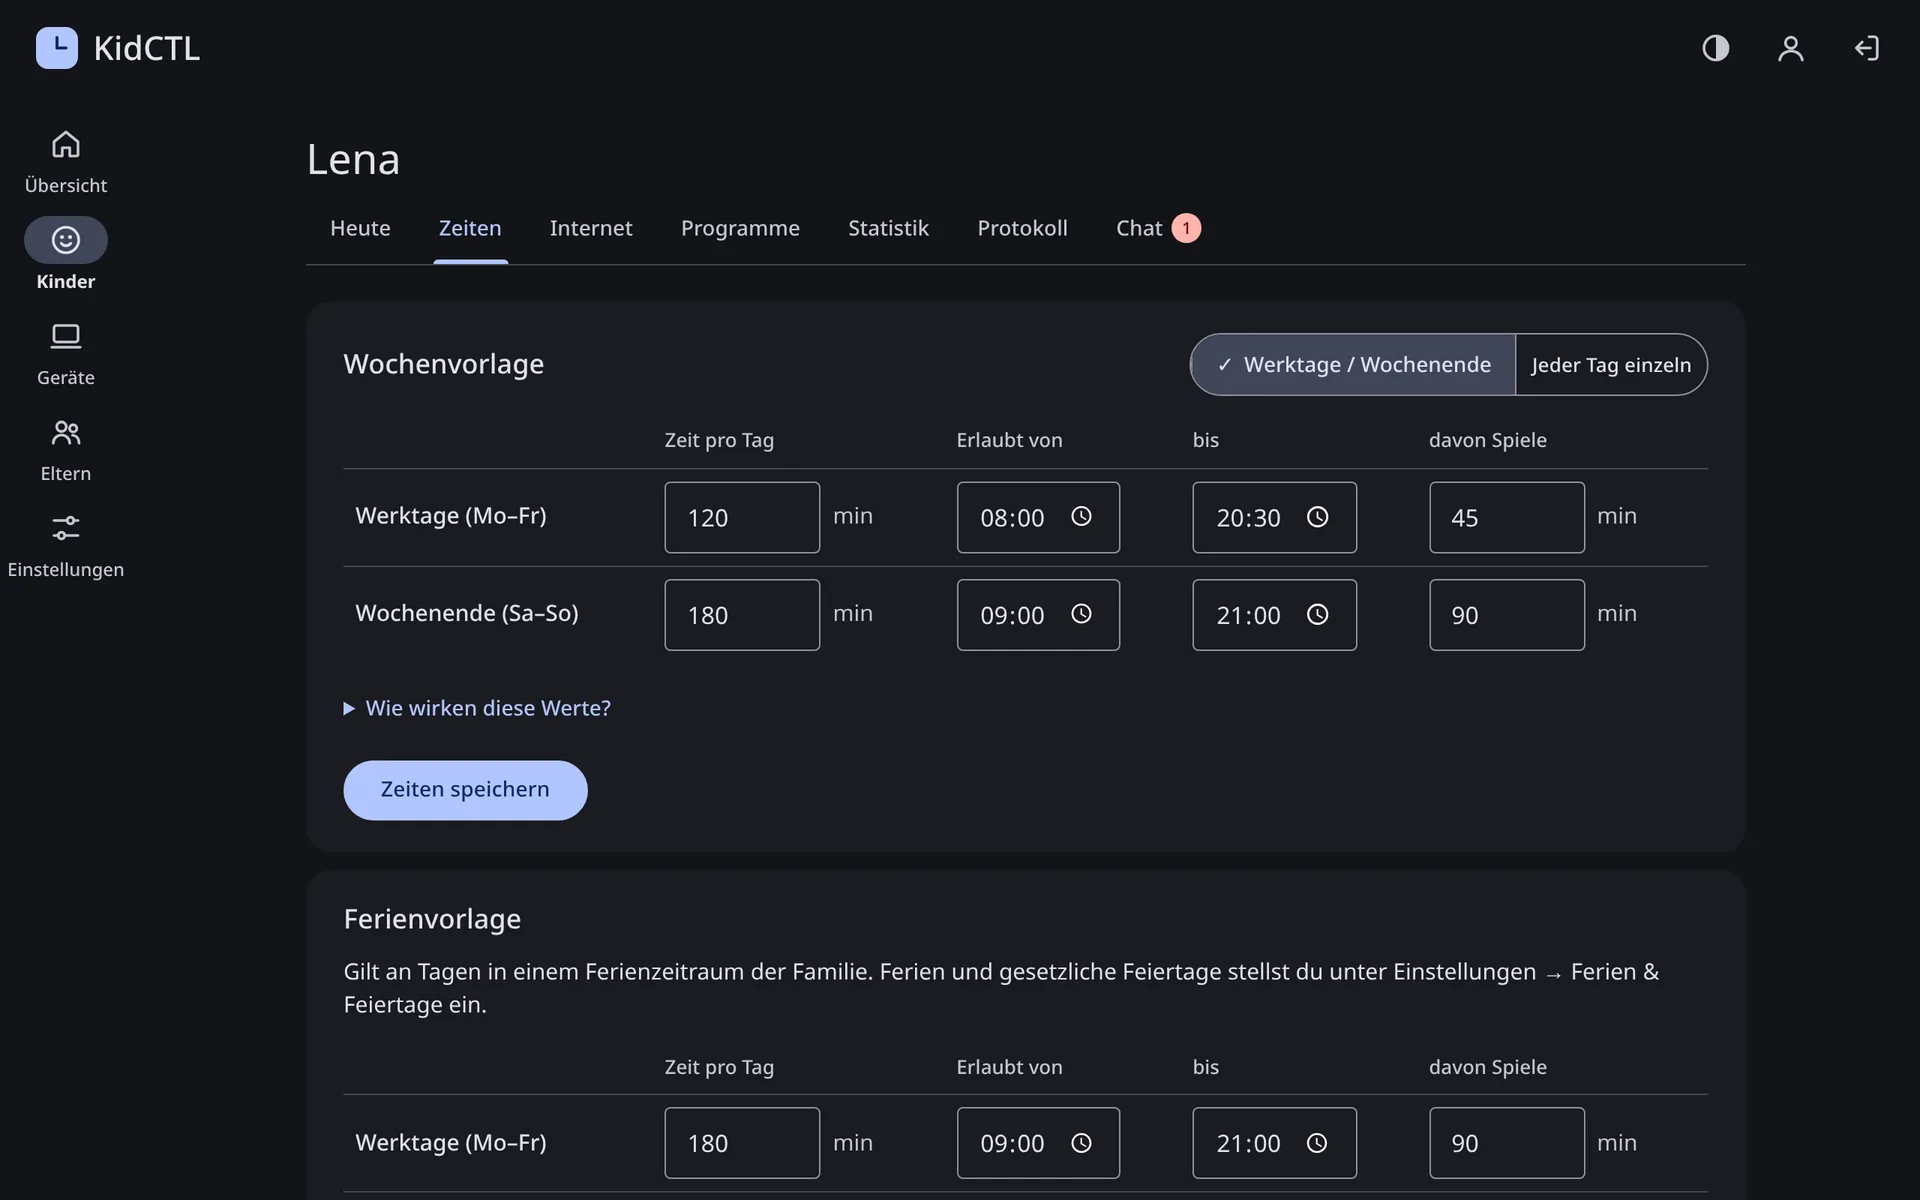 KidCTL
Übersicht
Kinder
Geräte
Eltern
Einstellungen
Lena
Heute Zeiten Internet Programme Statistik Protokoll Chat 1
Wochenvorlage ✓ Werktage / Wochenende Jeder Tag einzeln
Zeit pro Tag Erlaubt von bis davon Spiele
Werktage (Mo–Fr) 120 min 08:00 20:30 45 min
Wochenende (Sa–So) 180 min 09:00 21:00 90 min
▶ Wie wirken diese Werte?
Zeiten speichern
Ferienvorlage
Gilt an Tagen in einem Ferienzeitraum der Familie. Ferien und gesetzliche Feiertage stellst du unter Einstellungen → Ferien &
Feiertage ein.
Zeit pro Tag Erlaubt von bis davon Spiele
Werktage (Mo–Fr) 180 min 09:00 21:00 90 min